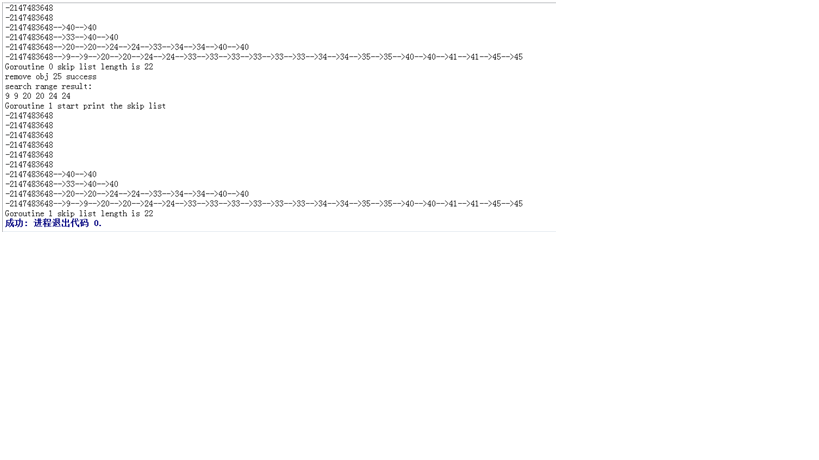 -2147483648
-2147483648
-2147483648-->40-->40
-2147483648-->33-->40-->40
-2147483648-->20-->20-->24-->24-->33-->34-->34-->40-->40
-2147483648-->9-->9-->20-->20-->24-->24-->33-->33-->33-->33-->33-->33-->34-->34-->35-->35-->40-->40-->41-->41-->45-->45
Goroutine 0 skip list length is 22
remove obj 25 success
search range result:
9 9 20 20 24 24
Goroutine 1 start print the skip list
-2147483648
-2147483648
-2147483648
-2147483648
-2147483648
-2147483648
-2147483648-->40-->40
-2147483648-->33-->40-->40
-2147483648-->20-->20-->24-->24-->33-->34-->34-->40-->40
-2147483648-->9-->9-->20-->20-->24-->24-->33-->33-->33-->33-->33-->33-->34-->34-->35-->35-->40-->40-->41-->41-->45-->45
Goroutine 1 skip list length is 22
成功: 进程退出代码 0.